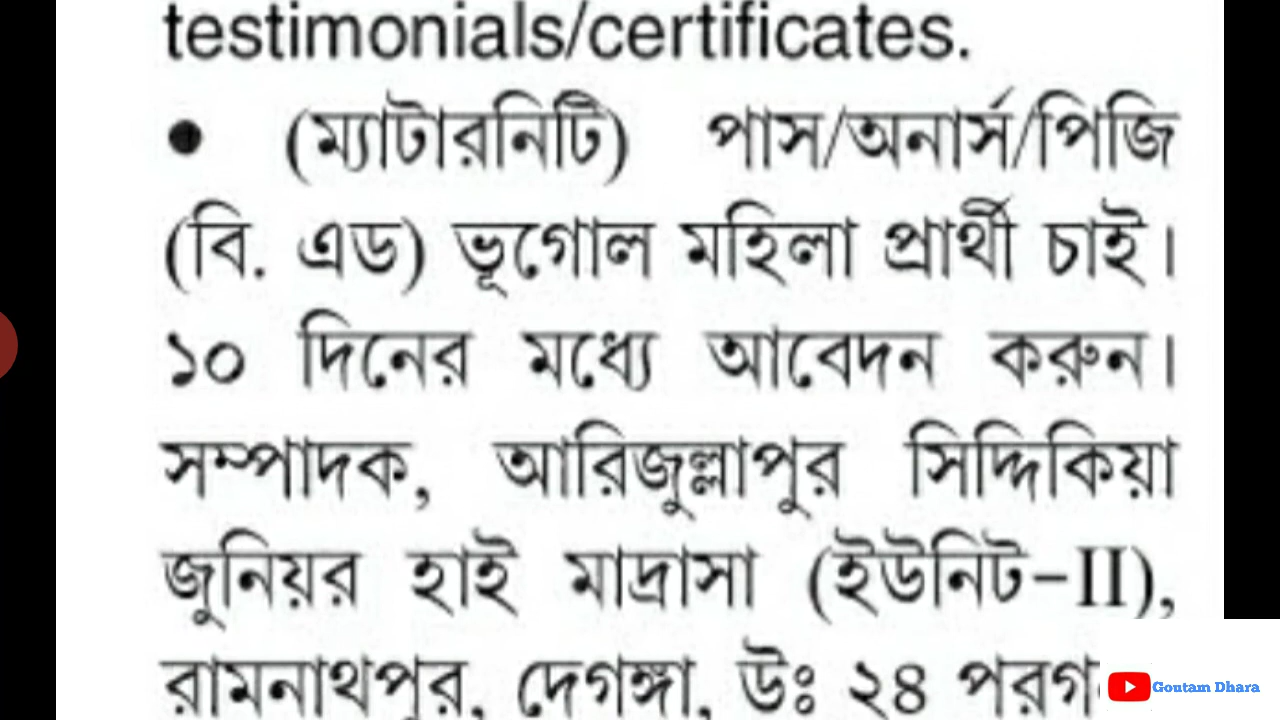 testimonials/certificates.
● (ম্যাটারনিটি) পাস/অনার্স/পিজি
(বি. এড) ভূগোল মহিলা প্রার্থী চাই।
১০ দিনের মধ্যে আবেদন করুন।
সম্পাদক, আরিজুল্লাপুর সিদ্দিকিয়া
জুনিয়র হাই মাদ্রাসা (ইউনিট-II),
রামনাথপুর, দেগঙ্গা, উঃ ২৪
Goutam Dhara